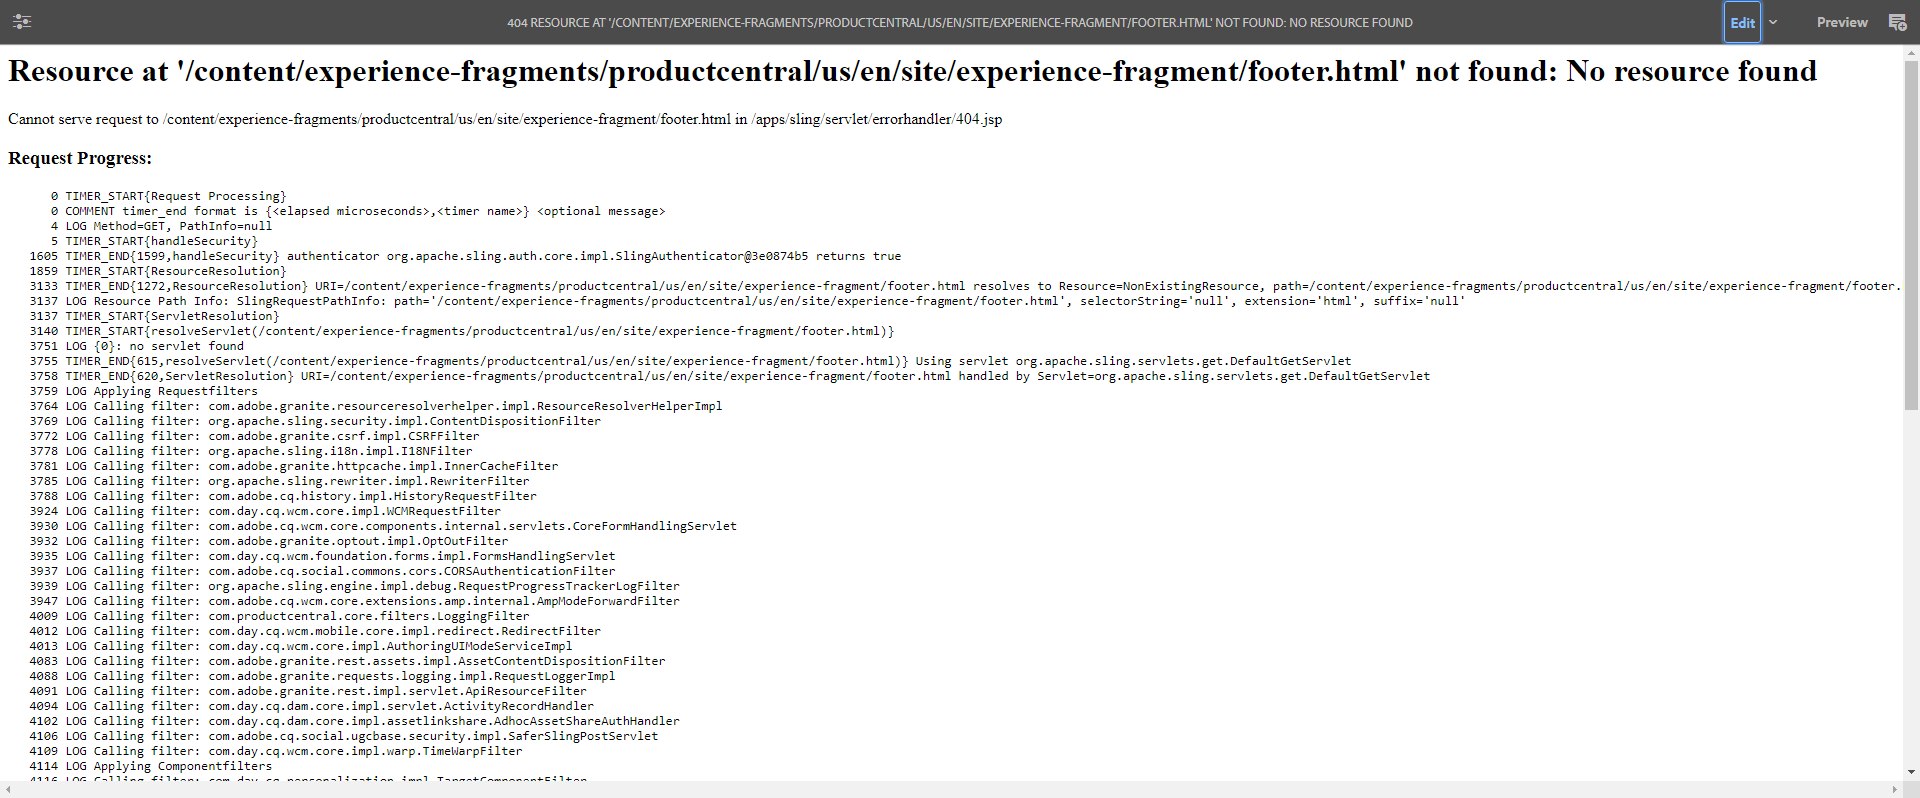 404 RESOURCE AT '/CONTENT/EXPERIENCE-FRAGMENTS/PRODUCTCENTRAL/US/EN/SITE/EXPERIENCE-FRAGMENT/FOOTER.HTML' NOT FOUND: NO RESOURCE FOUND
Edit
Preview
Resource at '/content/experience-fragments/productcentral/us/en/site/experience-fragment/footer.html' not found: No resource found
Cannot serve request to /content/experience-fragments/productcentral/us/en/site/experience-fragment/footer.html in /apps/sling/servlet/errorhandler/404.jsp
Request Progress:
0 TIMER_START{Request Processing}
0 COMMENT timer_end format is {<elapsed microseconds>,<timer name>} <optional message>
4 LOG Method=GET, PathInfo=null
5 TIMER_START{handleSecurity}
1605 TIMER_END{1599,handleSecurity} authenticator org.apache.sling.auth.core.impl.SlingAuthenticator@3e0874b5 returns true
1859 TIMER_START{ResourceResolution}
3133 TIMER_END{1272,ResourceResolution} URI=/content/experience-fragments/productcentral/us/en/site/experience-fragment/footer.html resolves to Resource=NonExistingResource, path=/content/experience-fragments/productcentral/us/en/site/experience-fragment/footer.
3137 LOG Resource Path Info: SlingRequestPathInfo: path='/content/experience-fragments/productcentral/us/en/site/experience-fragment/footer.html', selectorString='null', extension='html', suffix='null'
3137 TIMER_START{ServletResolution}
3140 TIMER_START{resolveServlet(/content/experience-fragments/productcentral/us/en/site/experience-fragment/footer.html)}
3751 LOG {0}: no servlet found
3755 TIMER_END{615,resolveServlet(/content/experience-fragments/productcentral/us/en/site/experience-fragment/footer.html)} Using servlet org.apache.sling.servlets.get.DefaultGetServlet
3758 TIMER_END{620,ServletResolution} URI=/content/experience-fragments/productcentral/us/en/site/experience-fragment/footer.html handled by Servlet=org.apache.sling.servlets.get.DefaultGetServlet
3759 LOG Applying Requestfilters
3764 LOG Calling filter: com.adobe.granite.resourceresolverhelper.impl.ResourceResolverHelperImpl
3769 LOG Calling filter: org.apache.sling.security.impl.ContentDispositionFilter
3772 LOG Calling filter: com.adobe.granite.csrf.impl.CSRFFilter
3778 LOG Calling filter: org.apache.sling.i18n.impl.I18NFilter
3781 LOG Calling filter: com.adobe.granite.httpcache.impl.InnerCacheFilter
3785 LOG Calling filter: org.apache.sling.rewriter.impl.RewriterFilter
3788 LOG Calling filter: com.adobe.cq.history.impl.HistoryRequestFilter
3924 LOG Calling filter: com.day.cq.wcm.core.impl.WCMRequestFilter
3930 LOG Calling filter: com.adobe.cq.wcm.core.components.internal.servlets.CoreFormHandlingServlet
3932 LOG Calling filter: com.adobe.granite.optout.impl.OptOutFilter
3935 LOG Calling filter: com.day.cq.wcm.foundation.forms.impl.FormsHandlingServlet
3937 LOG Calling filter: com.adobe.cq.social.commons.cors.CORSAuthenticationFilter
3939 LOG Calling filter: org.apache.sling.engine.impl.debug.RequestProgressTrackerLogFilter
3947 LOG Calling filter: com.adobe.cq.wcm.core.extensions.amp.internal.AmpModeForwardFilter
4009 LOG Calling filter: com.productcentral.core.filters.LoggingFilter
4012 LOG Calling filter: com.day.cq.wcm.mobile.core.impl.redirect.RedirectFilter
4013 LOG Calling filter: com.day.cq.wcm.core.impl.AuthoringUIModeServiceImpl
4083 LOG Calling filter: com.adobe.granite.rest.assets.impl.AssetContentDispositionFilter
4088 LOG Calling filter: com.adobe.granite.requests.logging.impl.RequestLoggerImpl
4091 LOG Calling filter: com.adobe.granite.rest.impl.servlet.ApiResourceFilter
4094 LOG Calling filter: com.day.cq.dam.core.impl.servlet.ActivityRecordHandler
4102 LOG Calling filter: com.day.cq.dam.core.impl.assetlinkshare.AdhocAssetShareAuthHandler
4106 LOG Calling filter: com.adobe.cq.social.ugcbase.security.impl.SaferSlingPostServlet
4109 LOG Calling filter: com.day.cq.wcm.core.impl.warp.TimeWarpFilter
4114 LOG Applying Componentfilters
4116 LOG Calling filter: com.day.cq.personalization.impl.TargetComponentFilter